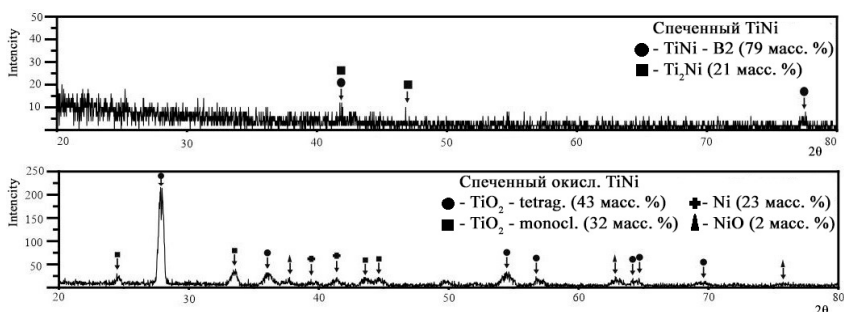 50
40
30
20
10
Intencity
Спеченный TiNi
- TiNi - B2 (79 масс. %)
- Ti₂Ni (21 масс. %)
20 30 40 50 60 70 80
2θ
250
200
150
100
50
0
Intencity
Спеченный окисл. TiNi
- TiO₂ - tetrag. (43 масс. %) - Ni (23 масс. %)
- TiO₂ - monocl. (32 масс. %) - NiO (2 масс. %)
20 30 40 50 60 70 80
2θ